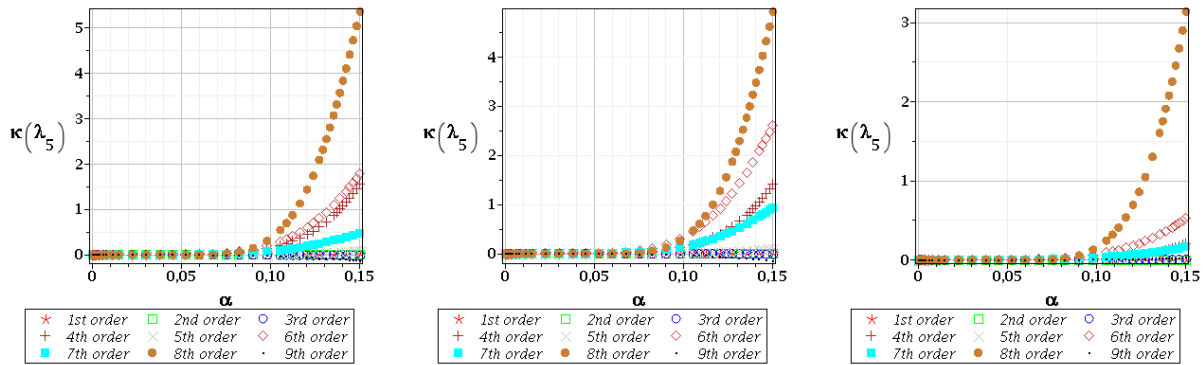 5
4
3
2
1
0
κ(λ5)
0 0,05 0,10 0,15
α
1st order 2nd order 3rd order
4th order 5th order 6th order
7th order 8th order 9th order
4
3
2
1
0
κ(λ5)
0 0,05 0,10 0,15
α
1st order 2nd order 3rd order
4th order 5th order 6th order
7th order 8th order 9th order
3
2
1
0
κ(λ5)
0 0,05 0,10 0,15
α
1st order 2nd order 3rd order
4th order 5th order 6th order
7th order 8th order 9th order